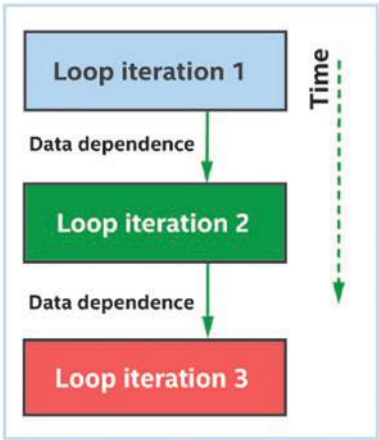 Loop iteration 1
Time
Data dependence
Loop iteration 2
Data dependence
Loop iteration 3